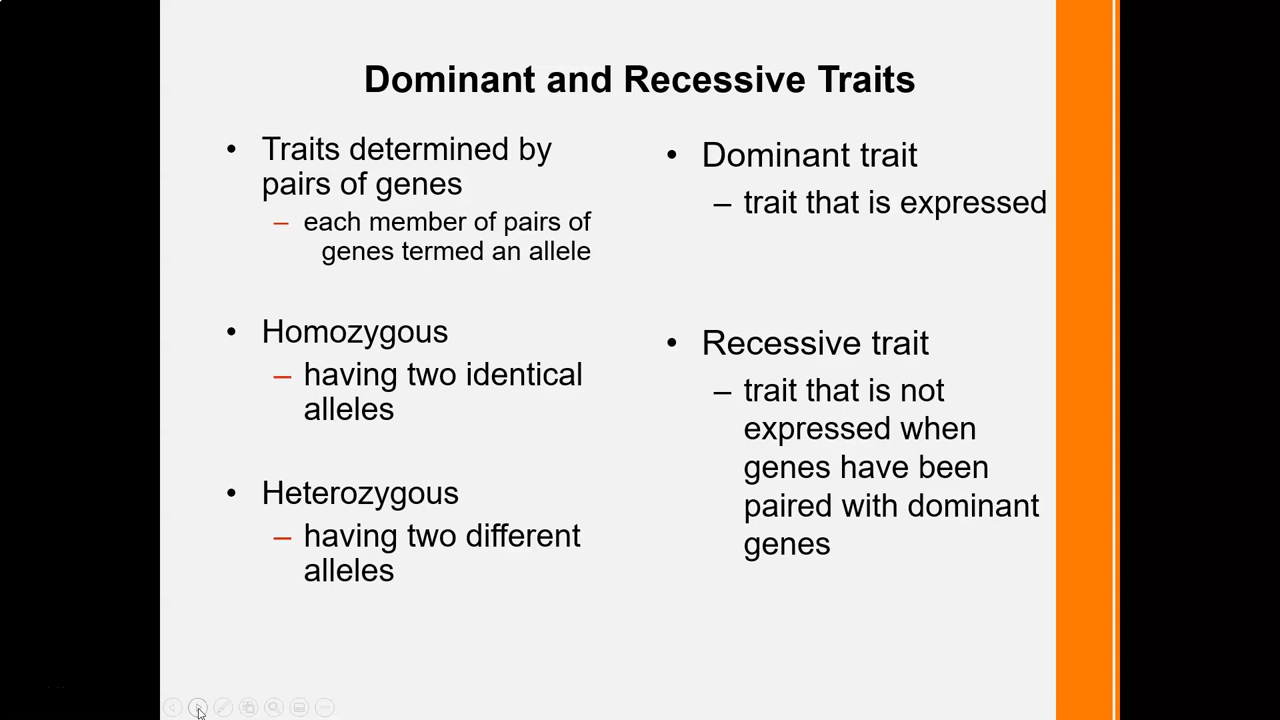 Dominant and Recessive Traits
• Traits determined by
pairs of genes
– each member of pairs of
genes termed an allele
• Homozygous
– having two identical
alleles
• Heterozygous
– having two different
alleles
• Dominant trait
– trait that is expressed
• Recessive trait
– trait that is not
expressed when
genes have been
paired with dominant
genes